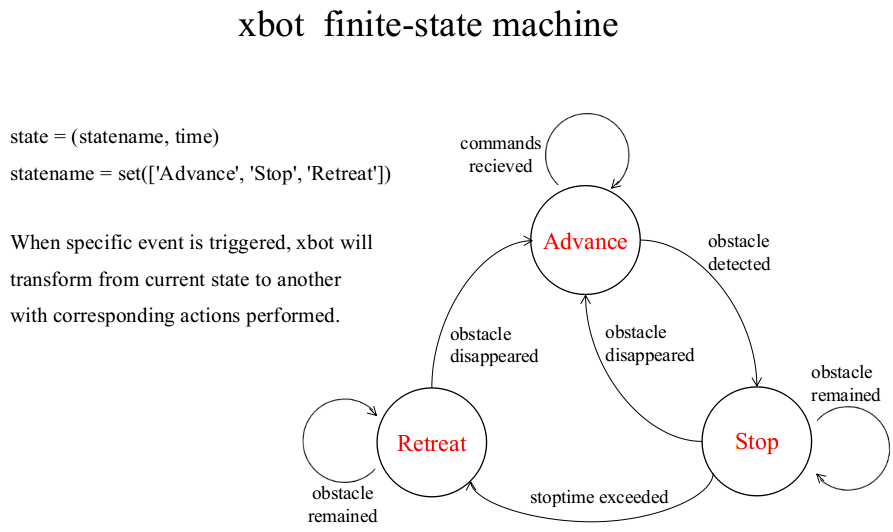 xbot finite-state machine
state = (statename, time)
statename = set(['Advance', 'Stop', 'Retreat'])
When specific event is triggered, xbot will
transform from current state to another
with corresponding actions performed.
commands
recieved
Advance
obstacle
detected
obstacle
disappeared
obstacle
disappeared
obstacle
remained
Retreat
Stop
stoptime exceeded
obstacle
remained